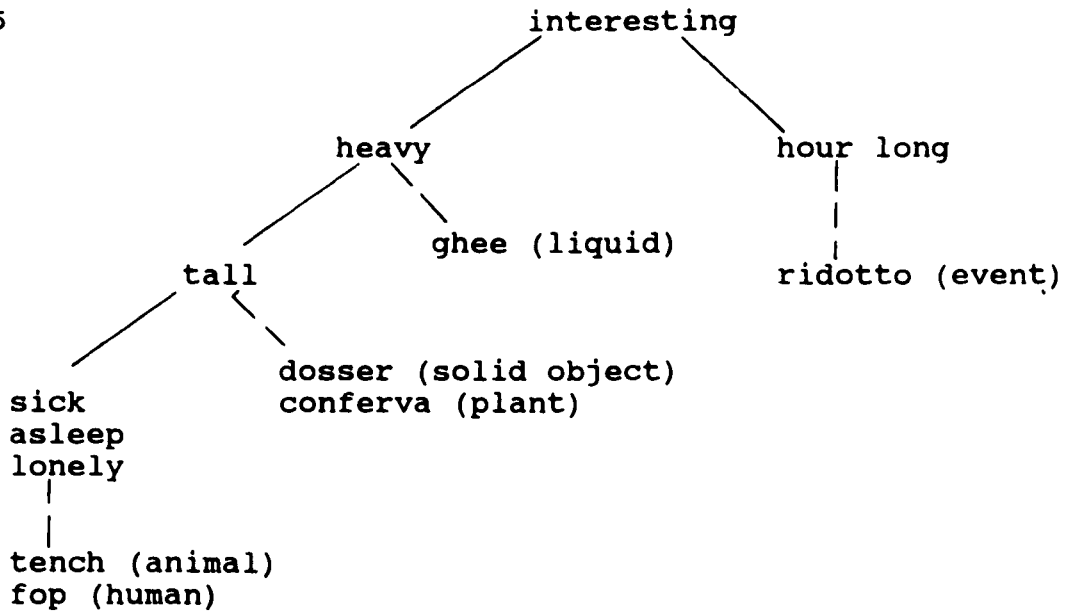 interesting
heavy
hour long
ghee (liquid)
tall
ridotto (event)
dosser (solid object)
sick
conferva (plant)
asleep
lonely
tench (animal)
fop (human)